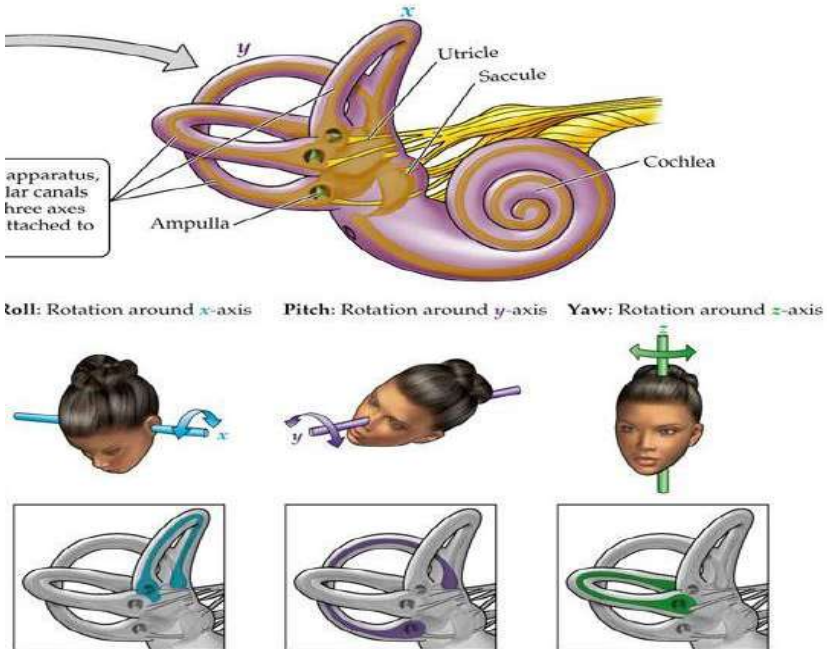 x
y
Utricle
Saccule
Cochlea
apparatus,
lar canals
hree axes
ttached to
Ampulla
Roll: Rotation around x-axis
Pitch: Rotation around y-axis
Yaw: Rotation around z-axis
z
x
y